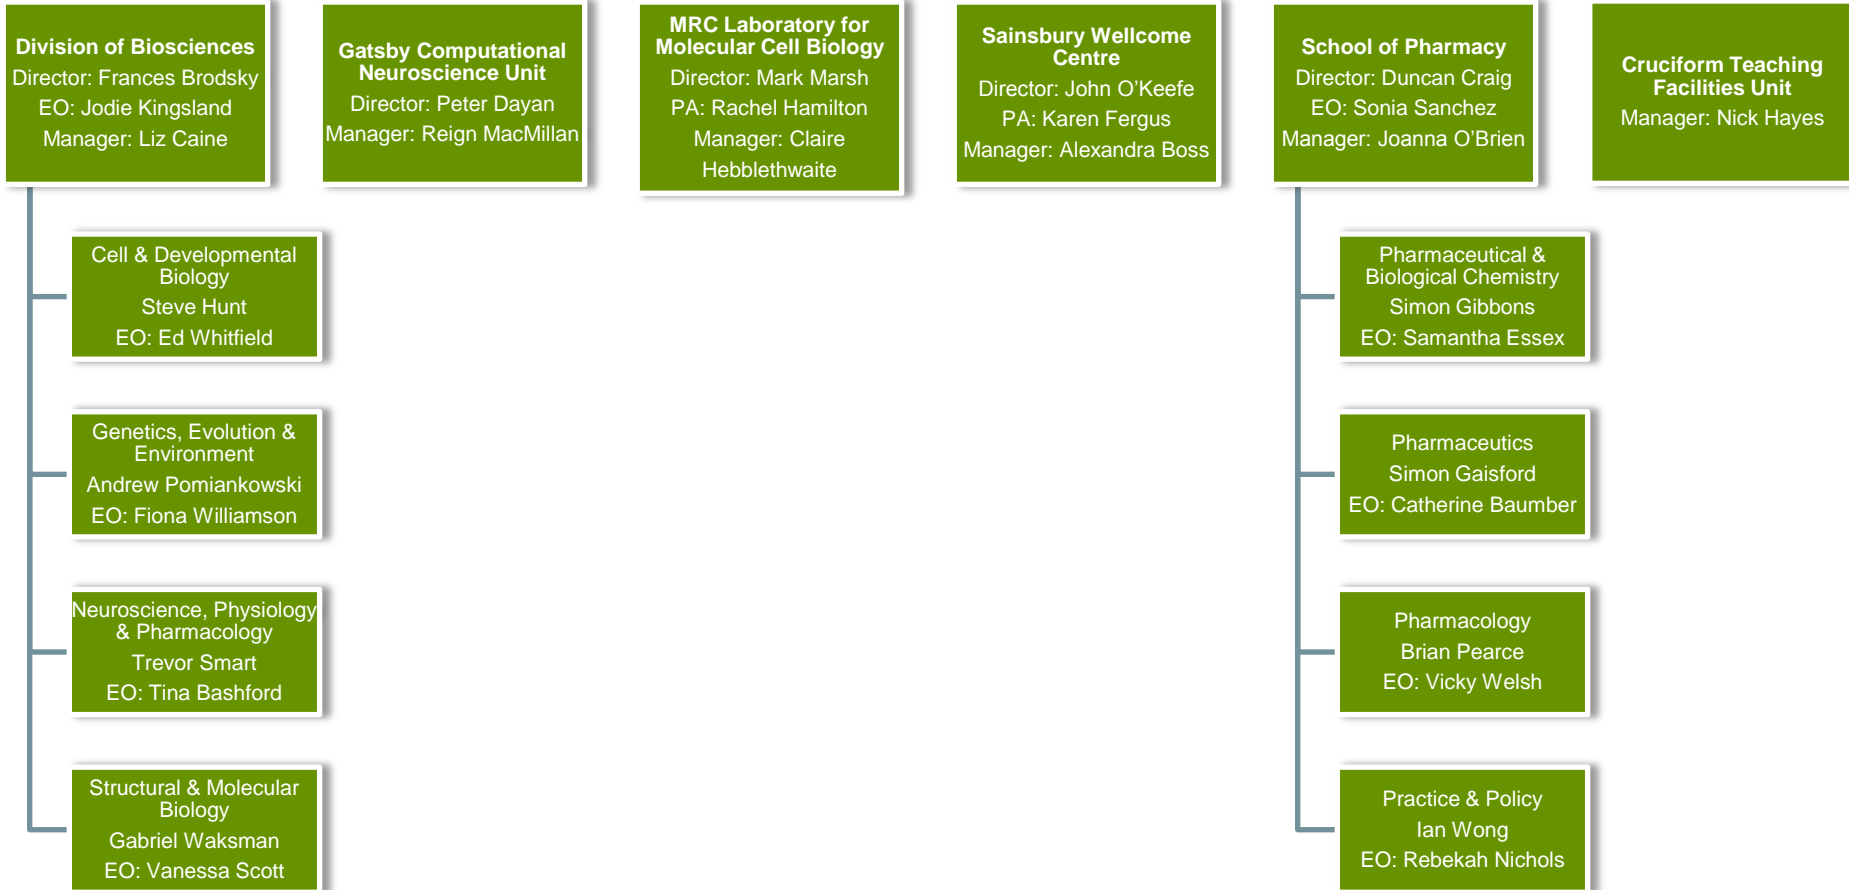 Division of Biosciences
Director: Frances Brodsky
EO: Jodie Kingsland
Manager: Liz Caine
Gatsby Computational
Neuroscience Unit
Director: Peter Dayan
Manager: Reign MacMillan
MRC Laboratory for
Molecular Cell Biology
Director: Mark Marsh
PA: Rachel Hamilton
Manager: Claire
Hebblethwaite
Sainsbury Wellcome
Centre
Director: John O'Keefe
PA: Karen Fergus
Manager: Alexandra Boss
School of Pharmacy
Director: Duncan Craig
EO: Sonia Sanchez
Manager: Joanna O'Brien
Cruciform Teaching
Facilities Unit
Manager: Nick Hayes
Cell & Developmental
Biology
Steve Hunt
EO: Ed Whitfield
Genetics, Evolution &
Environment
Andrew Pomiankowski
EO: Fiona Williamson
Neuroscience, Physiology
& Pharmacology
Trevor Smart
EO: Tina Bashford
Structural & Molecular
Biology
Gabriel Waksman
EO: Vanessa Scott
Pharmaceutical &
Biological Chemistry
Simon Gibbons
EO: Samantha Essex
Pharmaceutics
Simon Gaisford
EO: Catherine Baumber
Pharmacology
Brian Pearce
EO: Vicky Welsh
Practice & Policy
Ian Wong
EO: Rebekah Nichols